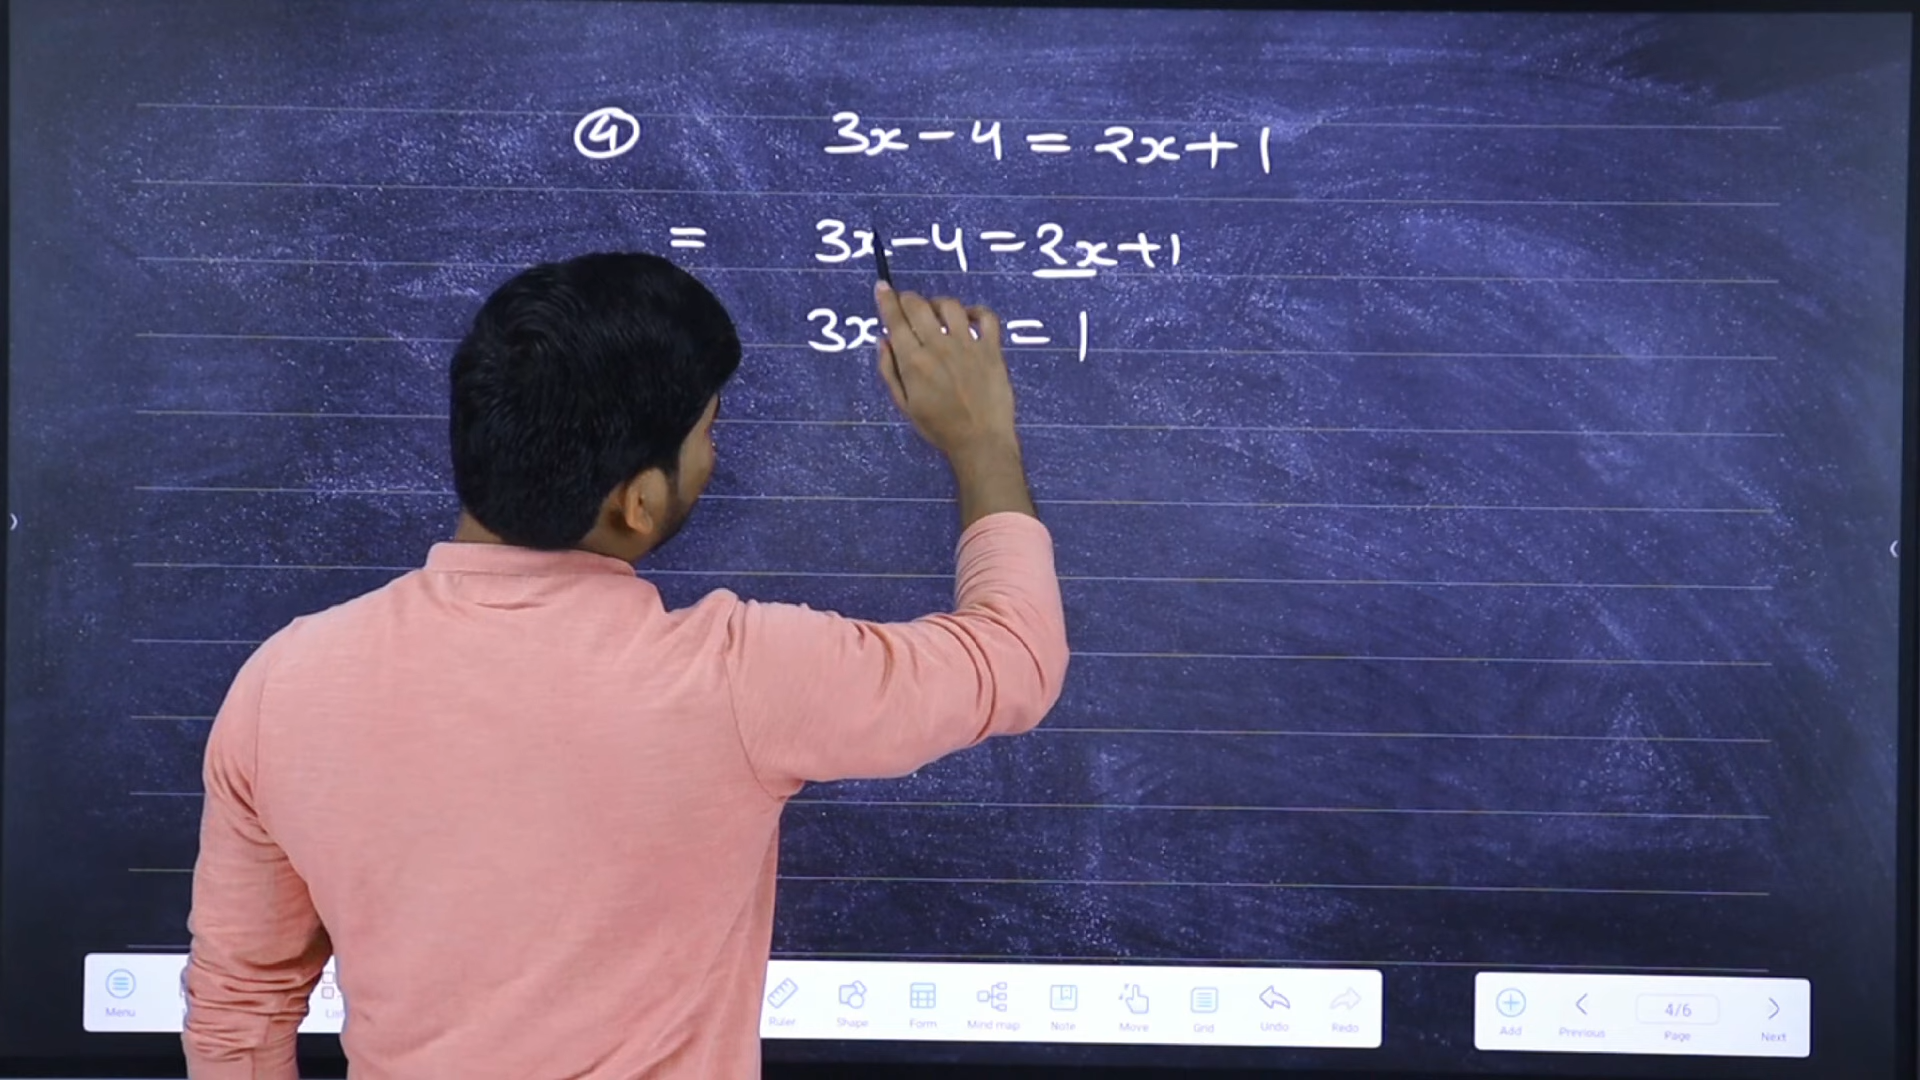 ④ 3x-4=2x+1
= 3x-4=2x+1
3x = 1
Menu Ruler Shape Form Mind map Note Move Grid Undo Redo Add Previous 4/6 Page Next